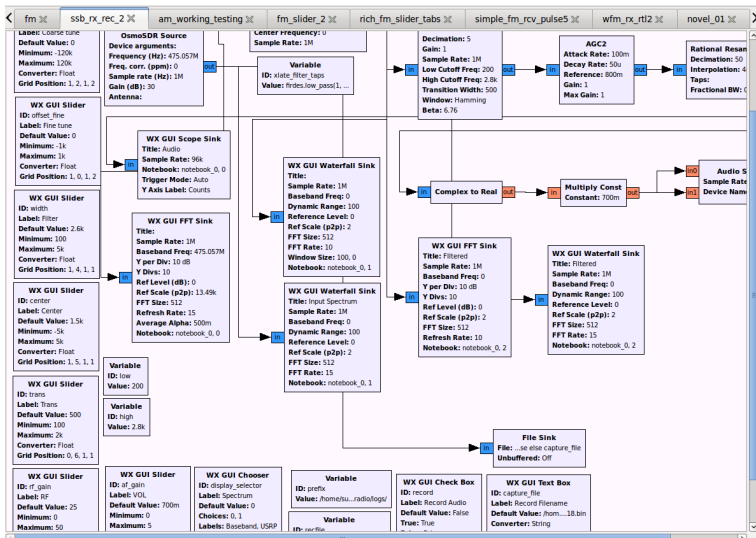 fm
ssb_rx_rec_2
am_working_testing
fm_slider_2
rich_fm_slider_tabs
simple_fm_rcv_pulse5
wfm_rx_rtl2
novel_01
Label: Coarse tune
Default Value: 0
Minimum: -120k
Maximum: 120k
Converter: Float
Grid Position: 1, 2, 1, 2
OsmoSDR Source
Device arguments:
Frequency (Hz): 475.057M
Freq. corr. (ppm): 0
Sample rate (Hz): 1M
Gain (dB): 30
Antenna:
out
Center Frequency: 0
Sample Rate: 1M
Variable
ID: xlate_filter_taps
Value: firdes.low_pass(1, ...
in
Decimation: 5
Gain: 1
Sample Rate: 1M
Low Cutoff Freq: 200
High Cutoff Freq: 2.8k
Transition Width: 500
Window: Hamming
Beta: 6.76
out
in
AGC2
Attack Rate: 100m
Decay Rate: 50u
Reference: 800m
Gain: 1
Max Gain: 1
out
in
Rational Resan
Decimation: 50
Interpolation: 4
Taps:
Fractional BW: 0
WX GUI Slider
ID: offset_fine
Label: Fine tune
Default Value: 0
Minimum: -1k
Maximum: 1k
Converter: Float
Grid Position: 1, 0, 1, 2
in
WX GUI Scope Sink
Title: Audio
Sample Rate: 96k
Notebook: notebook_0, 0
Trigger Mode: Auto
Y Axis Label: Counts
in
WX GUI Waterfall Sink
Title:
Sample Rate: 1M
Baseband Freq: 0
Dynamic Range: 100
Reference Level: 0
Ref Scale (p2p): 2
FFT Size: 512
FFT Rate: 10
Window Size: 100, 0
Notebook: notebook_0, 1
in
Complex to Real
out
in
Multiply Const
Constant: 700m
out
in0
in1
Audio S
Sample Rate
Device Name
WX GUI Slider
ID: width
Label: Filter
Default Value: 2.6k
Minimum: 100
Maximum: 5k
Converter: Float
Grid Position: 1, 4, 1, 1
in
WX GUI FFT Sink
Title:
Sample Rate: 1M
Baseband Freq: 475.057M
Y per Div: 10 dB
Y Divs: 10
Ref Level (dB): 0
Ref Scale (p2p): 13.49k
FFT Size: 512
Refresh Rate: 15
Average Alpha: 500m
Notebook: notebook_0, 0
in
WX GUI FFT Sink
Title: Filtered
Sample Rate: 1M
Baseband Freq: 0
Y per Div: 10 dB
Y Divs: 10
Ref Level (dB): 0
Ref Scale (p2p): 2
FFT Size: 512
Refresh Rate: 10
Notebook: notebook_0, 2
in
WX GUI Waterfall Sink
Title: Filtered
Sample Rate: 1M
Baseband Freq: 0
Dynamic Range: 100
Reference Level: 0
Ref Scale (p2p): 2
FFT Size: 512
FFT Rate: 15
Notebook: notebook_0, 2
WX GUI Slider
ID: center
Label: Center
Default Value: 1.5k
Minimum: -5k
Maximum: 5k
Converter: Float
Grid Position: 1, 5, 1, 1
in
WX GUI Waterfall Sink
Title: Input Spectrum
Sample Rate: 1M
Baseband Freq: 0
Dynamic Range: 100
Reference Level: 0
Ref Scale (p2p): 2
FFT Size: 512
FFT Rate: 15
Notebook: notebook_0, 1
Variable
ID: low
Value: 200
Variable
ID: high
Value: 2.8k
WX GUI Slider
ID: trans
Label: Trans
Default Value: 500
Minimum: 100
Maximum: 2k
Converter: Float
Grid Position: 0, 6, 1, 1
in
File Sink
File: ...se else capture_file
Unbuffered: Off
WX GUI Slider
ID: rf_gain
Label: RF
Default Value: 25
Minimum: 0
Maximum: 50
WX GUI Slider
ID: af_gain
Label: VOL
Default Value: 700m
Minimum: 0
Maximum: 5
WX GUI Chooser
ID: display_selector
Label: Spectrum
Default Value: 0
Choices: 0, 1
Labels: Baseband, USRP
Variable
ID: prefix
Value: /home/su...radio/logs/
Variable
ID: recfile
WX GUI Check Box
ID: record
Label: Record Audio
Default Value: False
True: True
WX GUI Text Box
ID: capture_file
Label: Record Filename
Default Value: /hom....18.bin
Converter: String